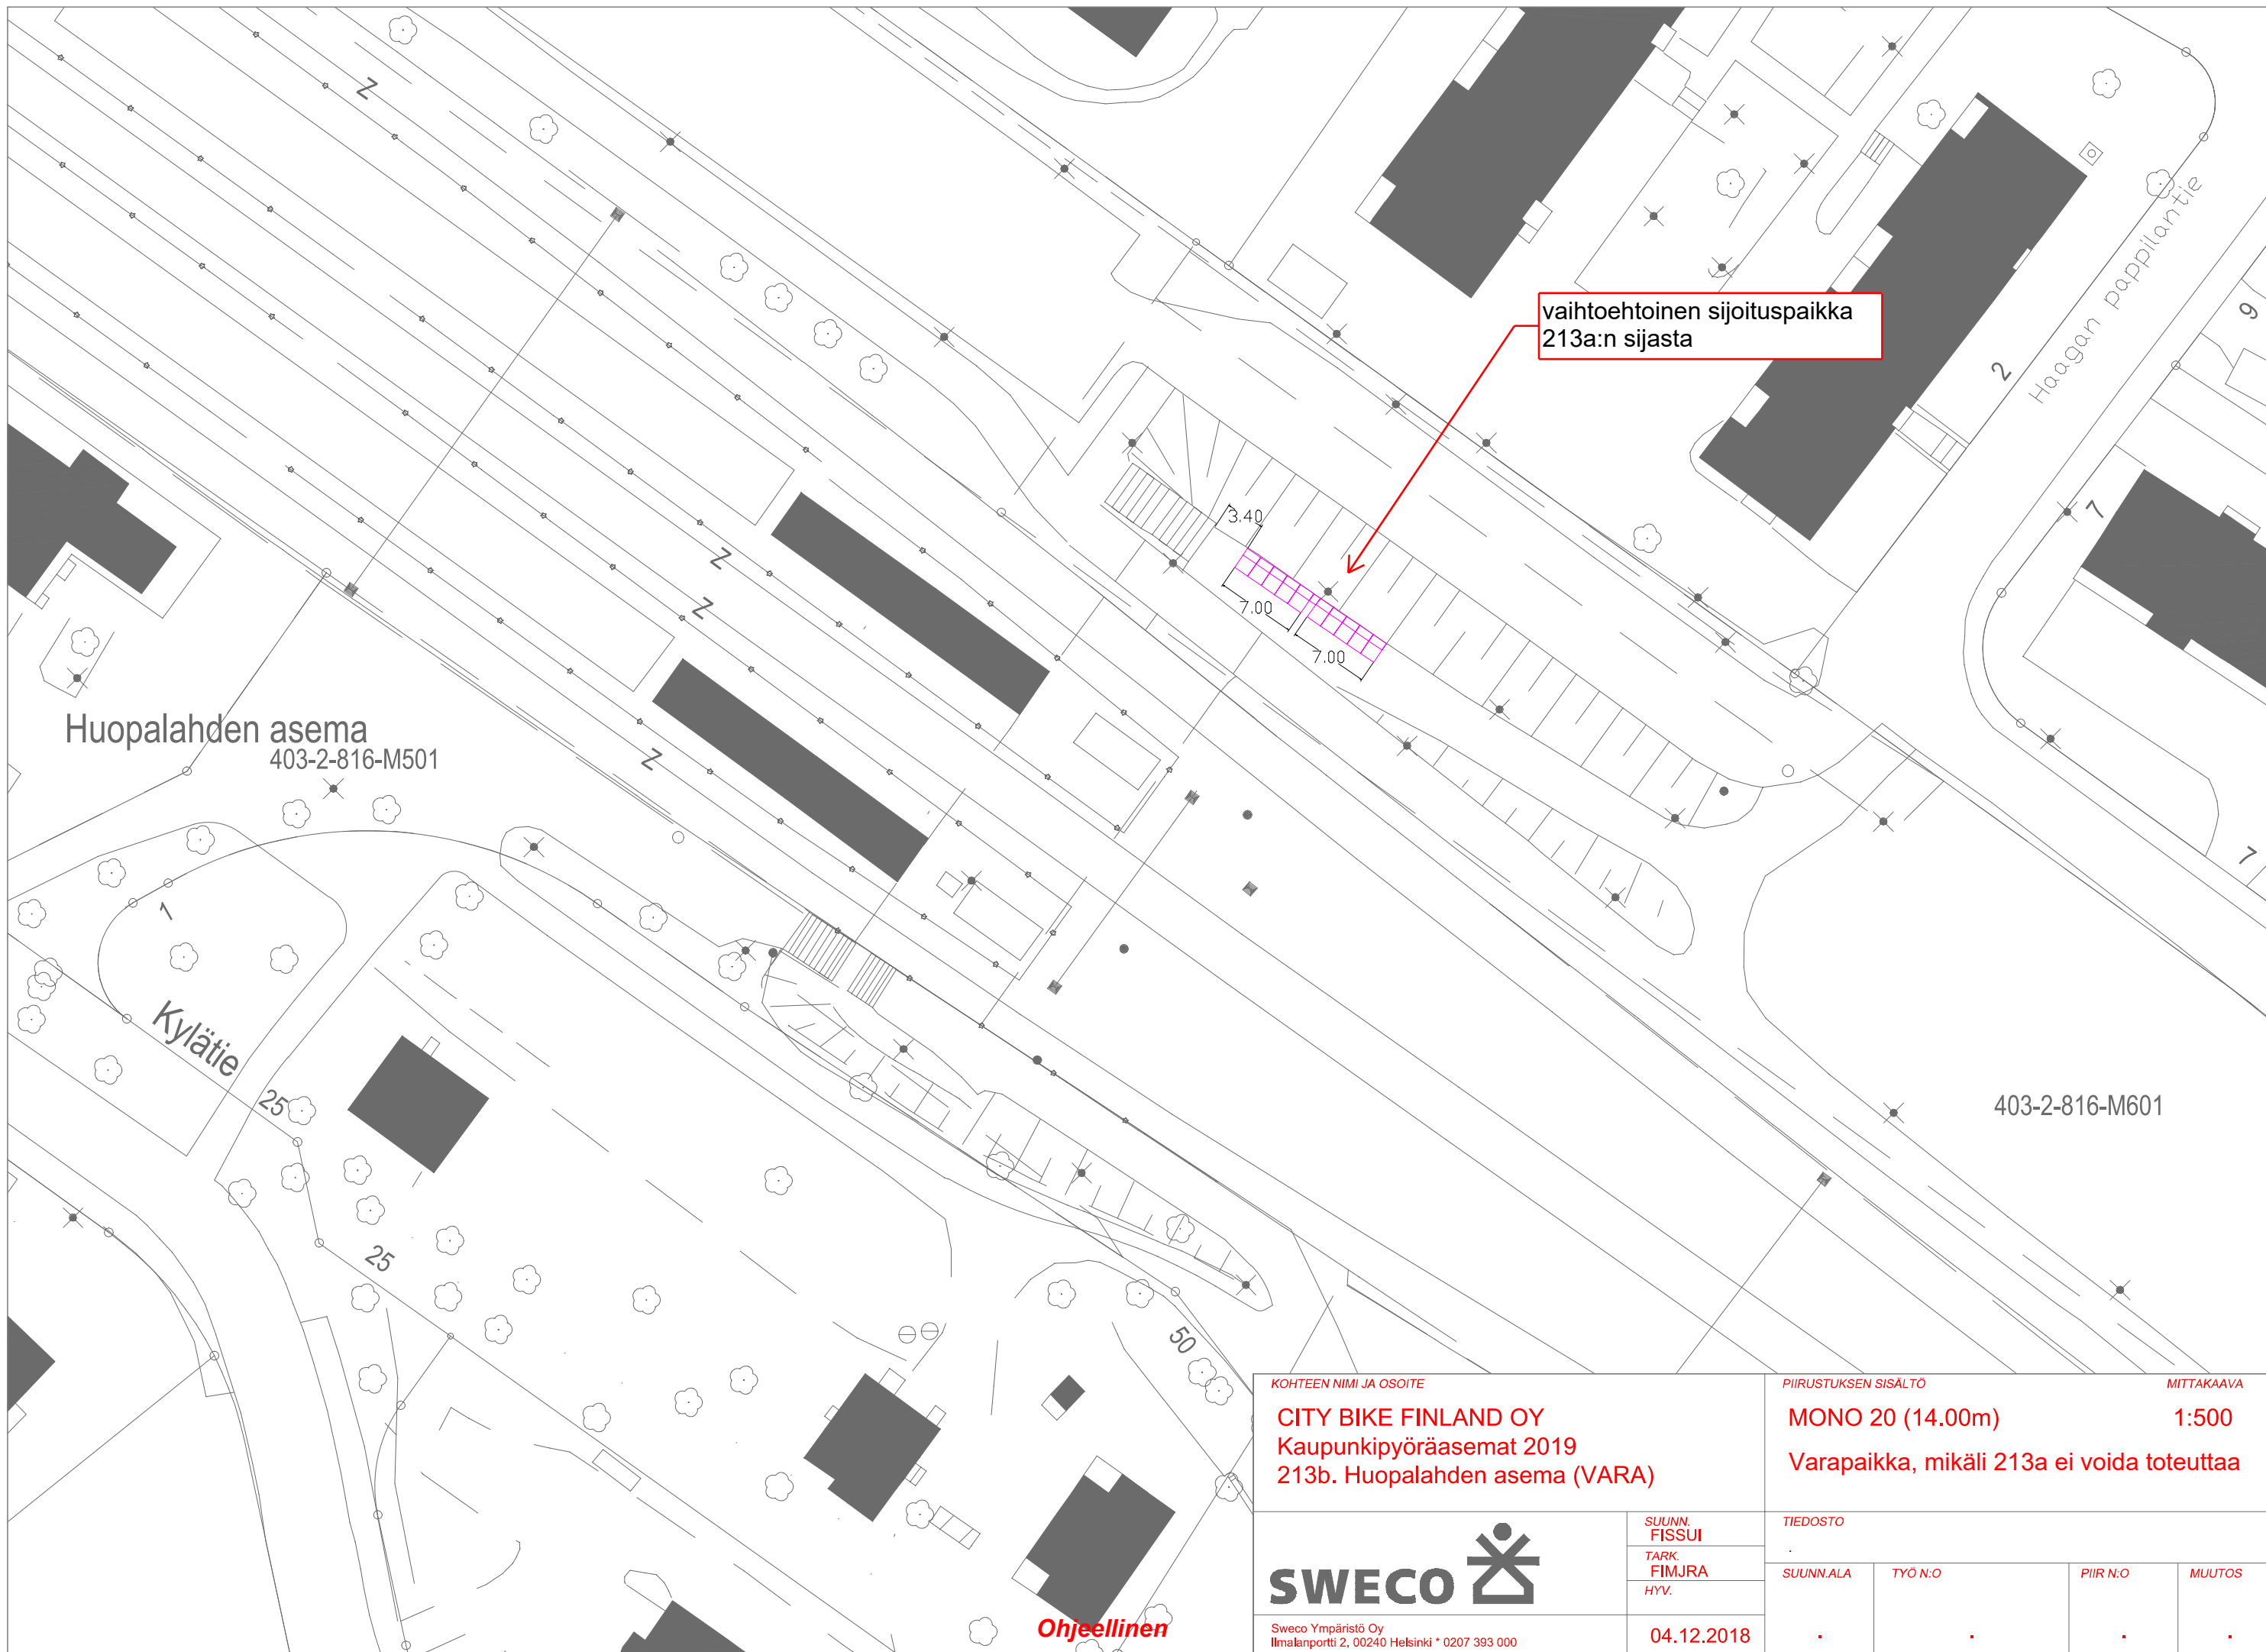 Z
Haagan pappilantie
vaihtoehtoinen sijoituspaikka
213a:n sijasta
9
2
7
3.40
Z
Z
7.00
7.00
Huopalahden asema
403-2-816-M501
Z
7
1
Kylätie
25
403-2-816-M601
25
50
KOHTEEN NIMI JA OSOITE
CITY BIKE FINLAND OY
Kaupunkipyöräasemat 2019
213b. Huopalahden asema (VARA)
PIIRUSTUKSEN SISÄLTÖ
MITTAKAAVA
MONO 20 (14.00m)
1:500
Varapaikka, mikäli 213a ei voida toteuttaa
SWECO
SUUNN.
FISSUI
TARK.
FIMJRA
HYV.
04.12.2018
TIEDOSTO
.
SUUNN.ALA
TYÖ N:O
PIIR N:O
MUUTOS
. . . .
Ohjeellinen
Sweco Ympäristö Oy
Ilmalanportti 2, 00240 Helsinki * 0207 393 000